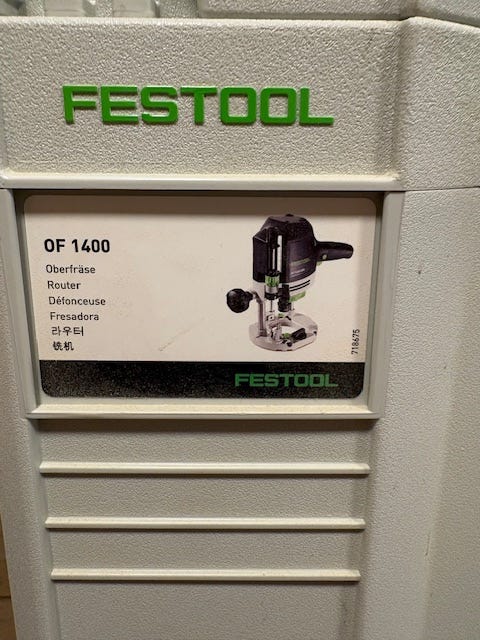 FESTOOL
OF 1400
Oberfräse
Router
Défonceuse
Fresadora
라우터
铣机
718675
FESTOOL